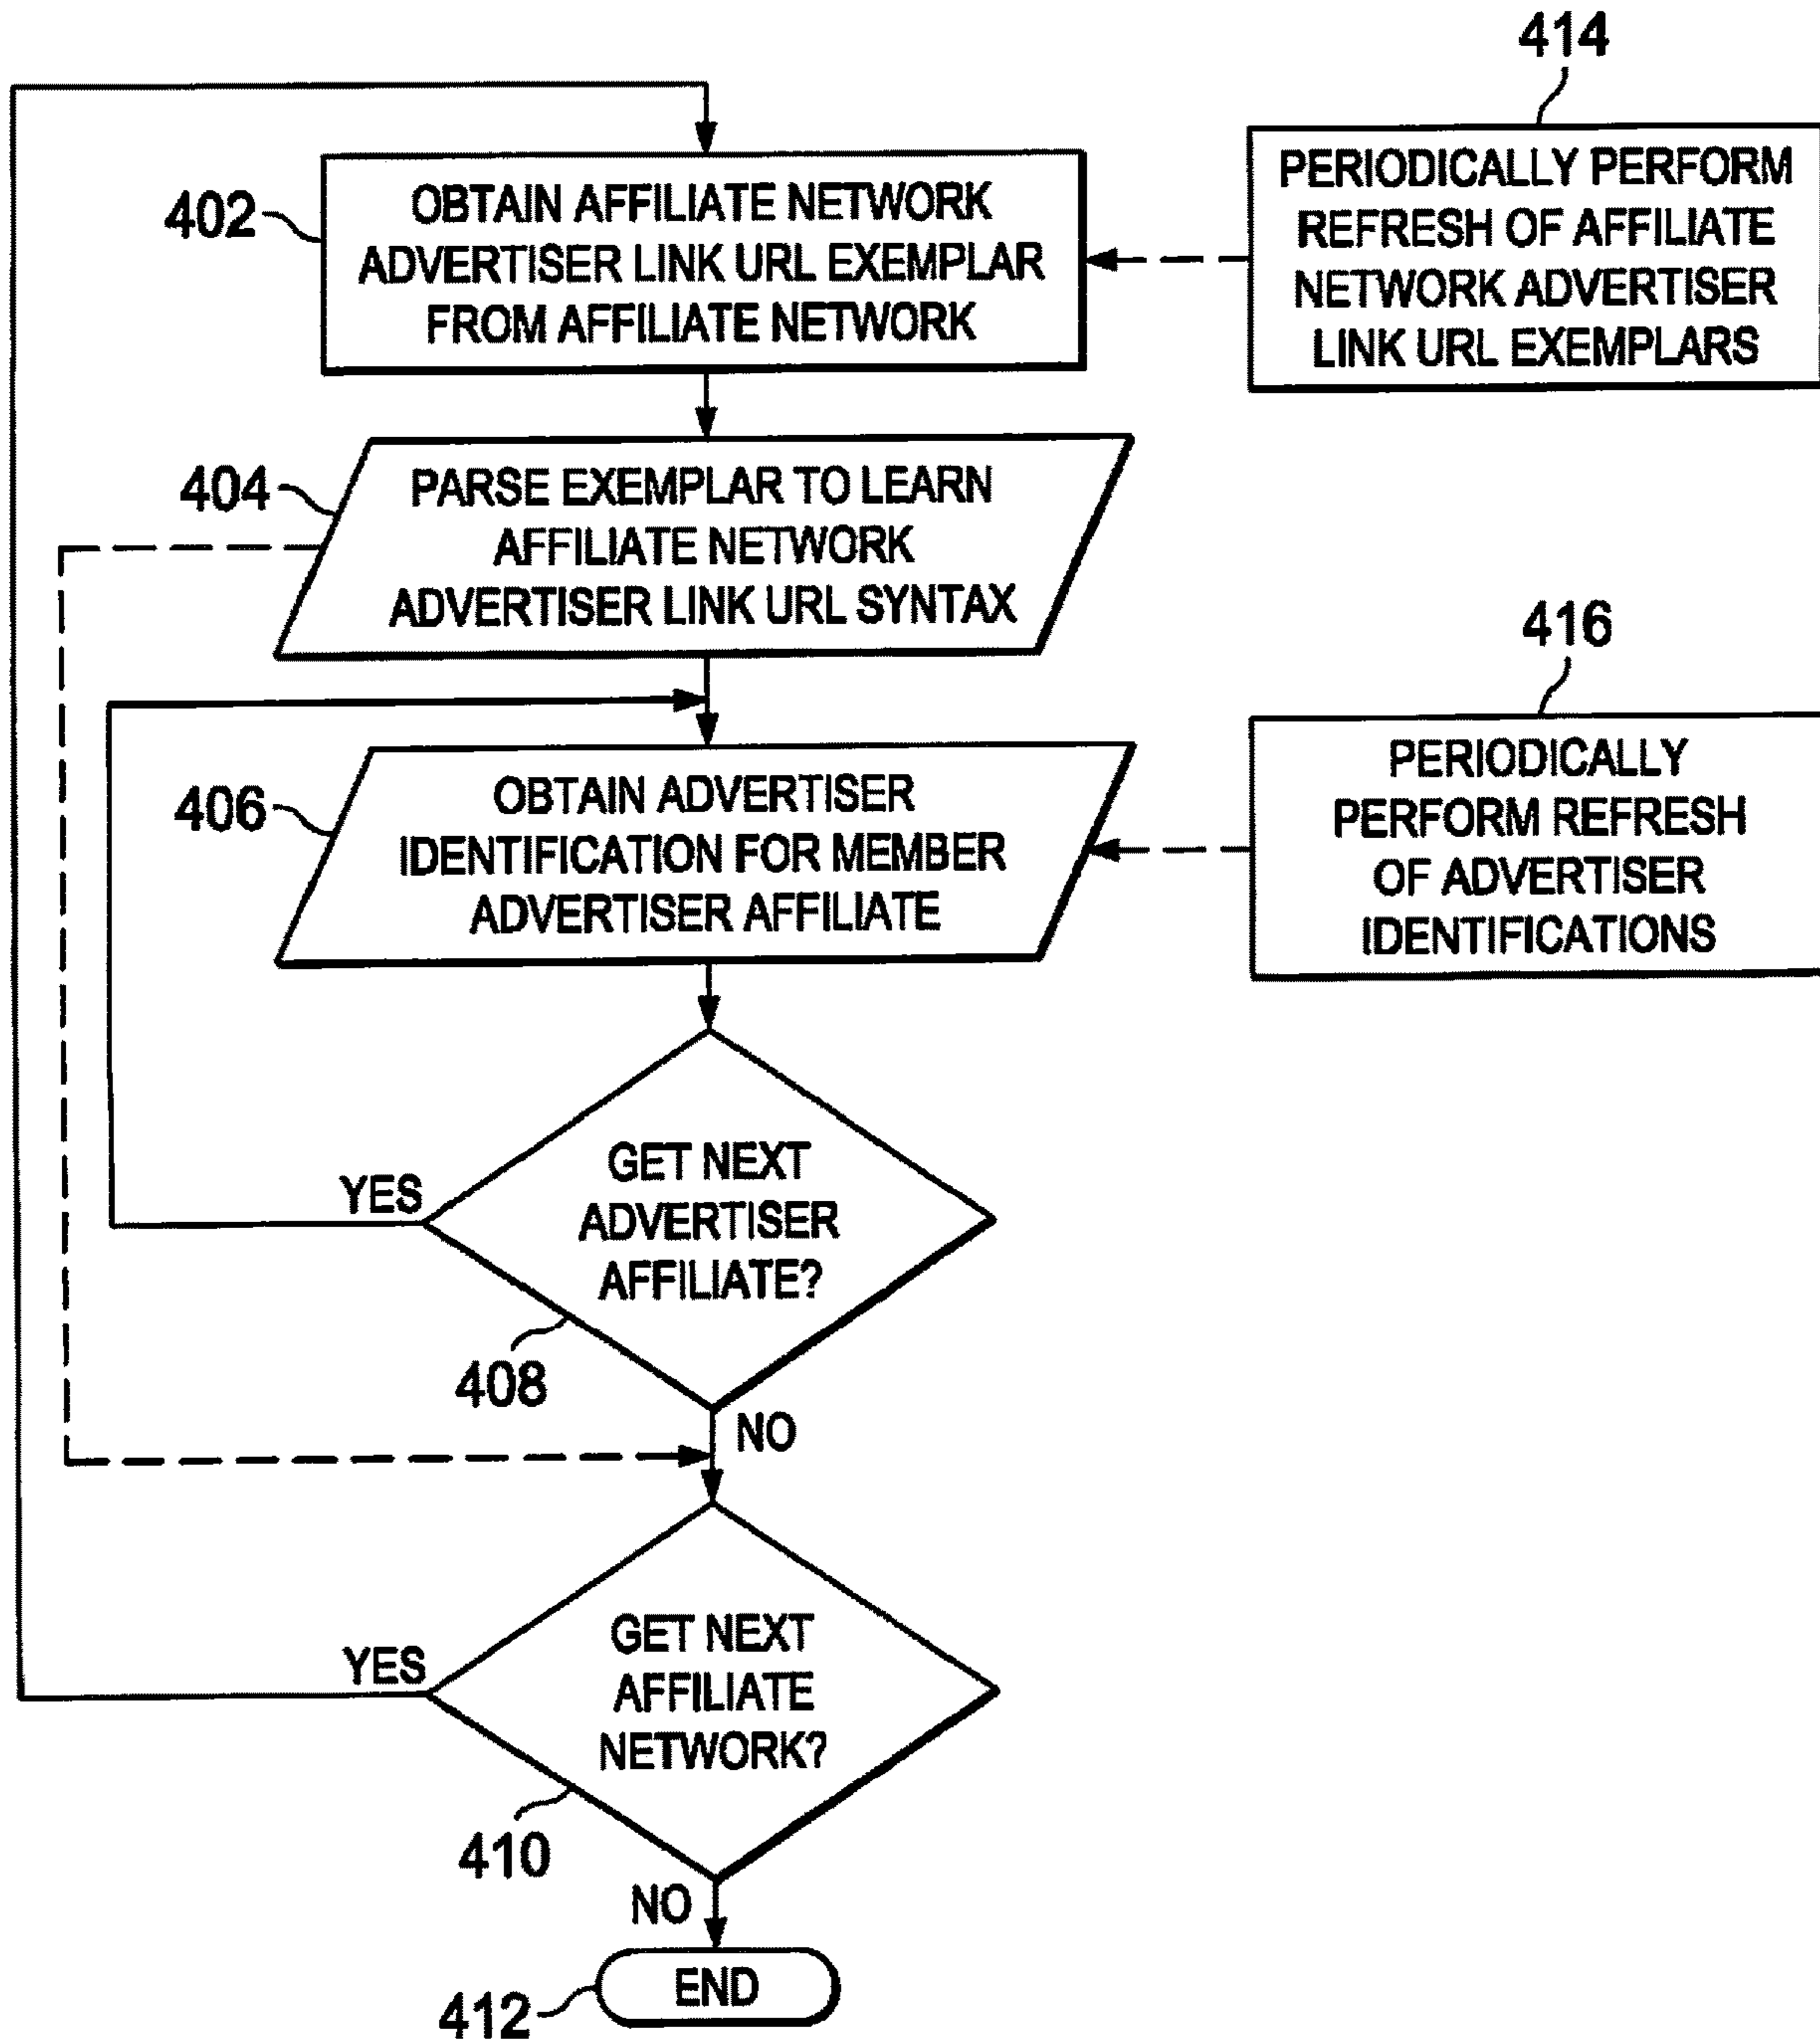 414
402
OBTAIN AFFILIATE NETWORK
ADVERTISER LINK URL EXEMPLAR
FROM AFFILIATE NETWORK
PERIODICALLY PERFORM
REFRESH OF AFFILIATE
NETWORK ADVERTISER
LINK URL EXEMPLARS
404
PARSE EXEMPLAR TO LEARN
AFFILIATE NETWORK
ADVERTISER LINK URL SYNTAX
416
406
OBTAIN ADVERTISER
IDENTIFICATION FOR MEMBER
ADVERTISER AFFILIATE
PERIODICALLY
PERFORM REFRESH
OF ADVERTISER
IDENTIFICATIONS
YES
GET NEXT
ADVERTISER
AFFILIATE?
408
NO
YES
GET NEXT
AFFILIATE
NETWORK?
410
NO
END
412